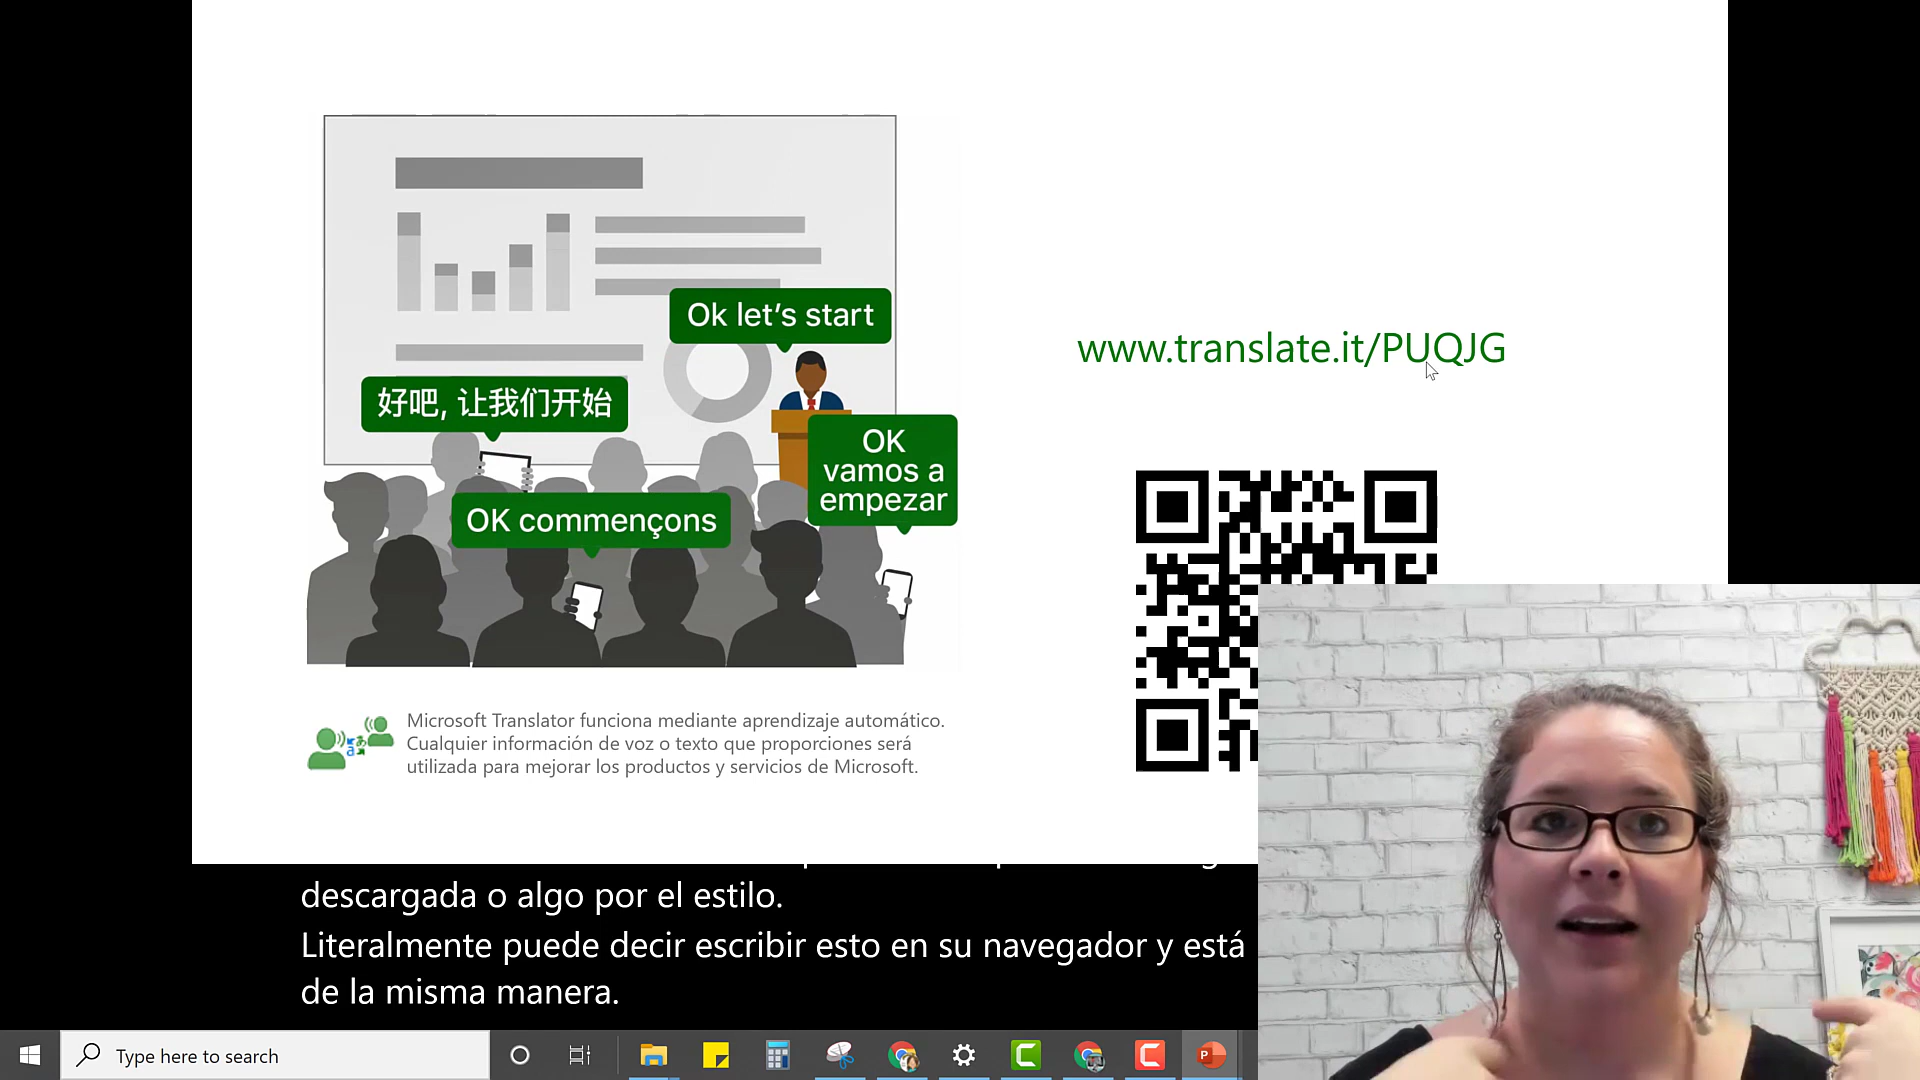 Ok let's start
www.translate.it/PUQJG
好吧, 让我们开始
OK
vamos a
empezar
OK commençons
Microsoft Translator funciona mediante aprendizaje automático.
Cualquier información de voz o texto que proporciones será
utilizada para mejorar los productos y servicios de Microsoft.
descargada o algo por el estilo.
Literalmente puede decir escribir esto en su navegador y está
de la misma manera.
Type here to search